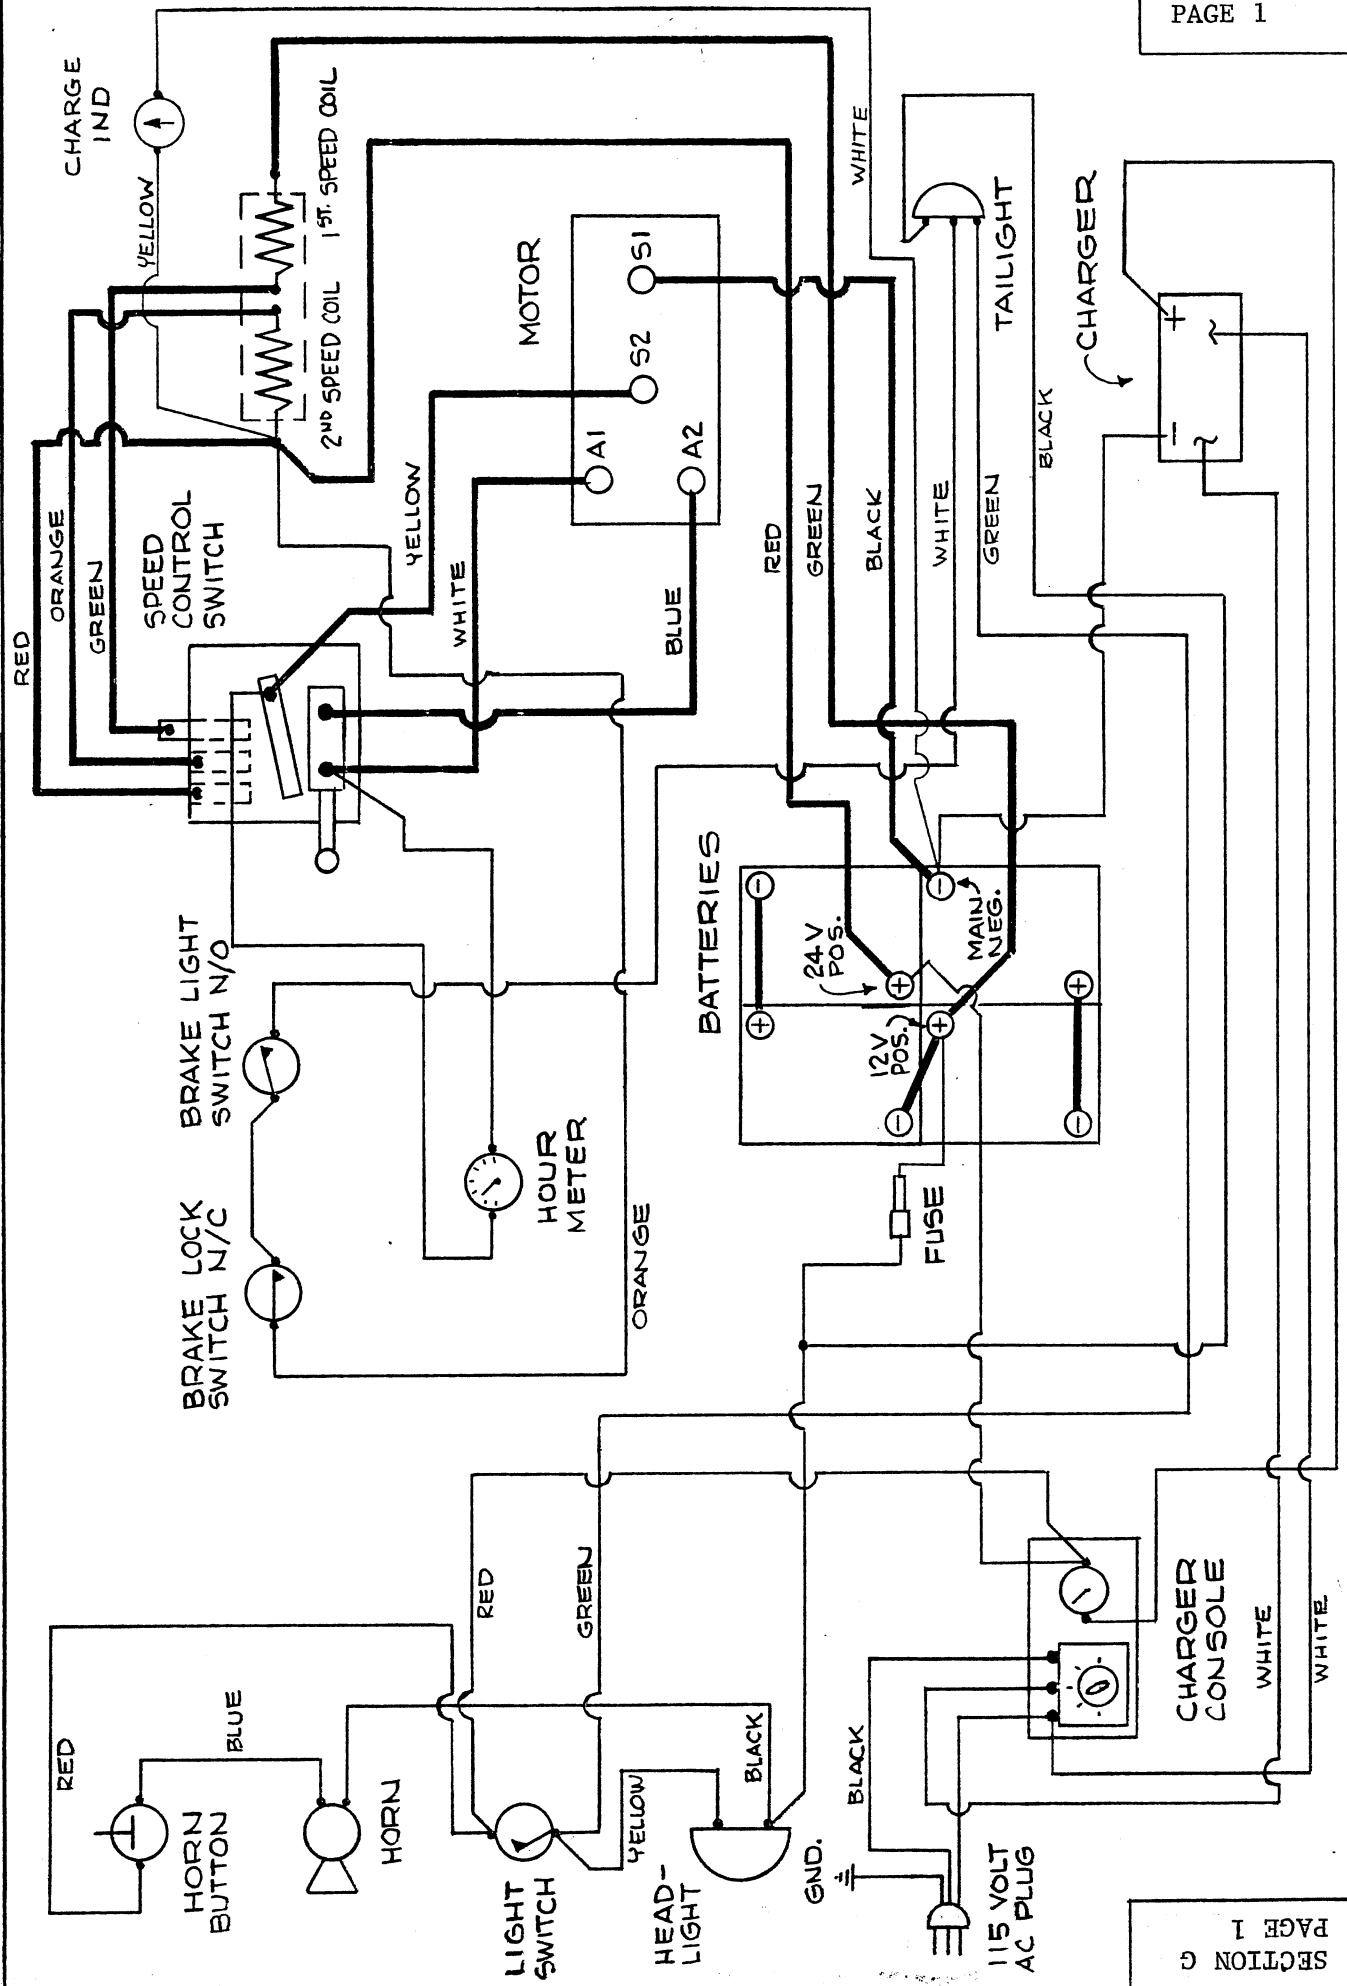 PAGE 1
CHARGE
IND
YELLOW
1ST. SPEED COIL
2ND SPEED COIL
RED
ORANGE
GREEN
SPEED
CONTROL
SWITCH
MOTOR
S1
S2
A1
A2
YELLOW
WHITE
BLUE
WHITE
RED
GREEN
BLACK
WHITE
GREEN
TAILIGHT
BLACK
CHARGER
+
-
~
~
BRAKE LIGHT
SWITCH N/O
BRAKE LOCK
SWITCH N/C
HOUR
METER
ORANGE
BATTERIES
24V
POS.
MAIN
NEG.
12V
POS.
-
+
+
-
+
-
+
-
FUSE
RED
GREEN
RED
BLUE
HORN
BUTTON
HORN
LIGHT
SWITCH
YELLOW
BLACK
HEAD-
LIGHT
GND.
BLACK
115 VOLT
AC PLUG
CHARGER
CONSOLE
WHITE
WHITE
SECTION G
PAGE 1